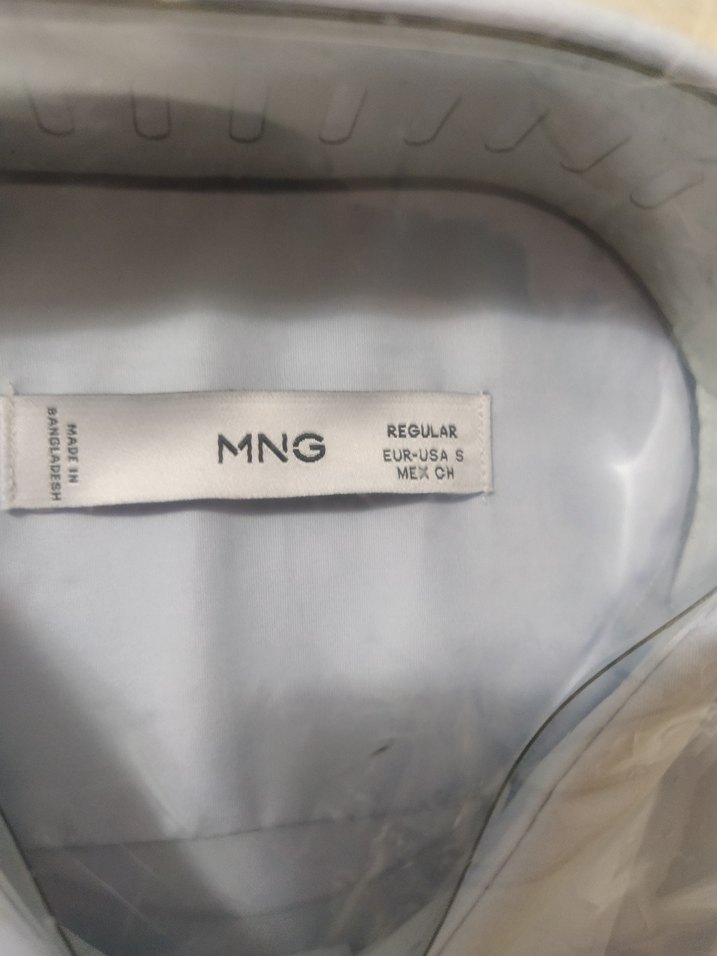 MADE IN
BANGLADESH
MNG
REGULAR
EUR-USA S
MEX CH